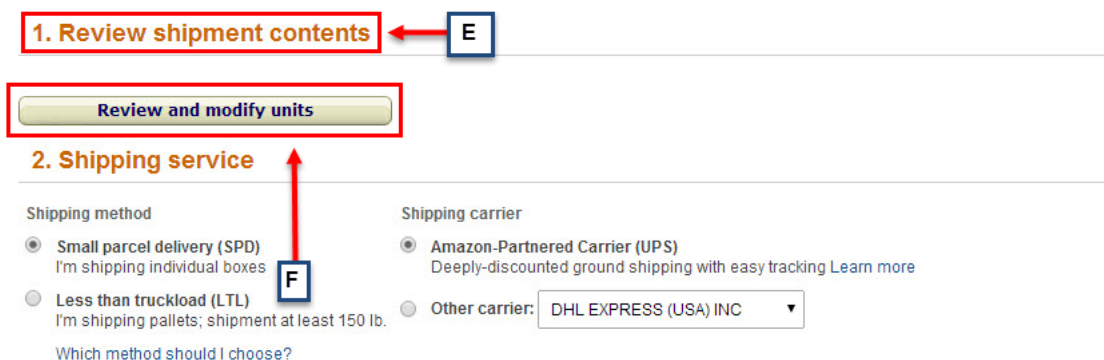 1. Review shipment contents
E
Review and modify units
2. Shipping service
Shipping method
Shipping carrier
Small parcel delivery (SPD)
I'm shipping individual boxes
Amazon-Partnered Carrier (UPS)
Deeply-discounted ground shipping with easy tracking Learn more
F
Less than truckload (LTL)
I'm shipping pallets; shipment at least 150 lb.
Other carrier: DHL EXPRESS (USA) INC
Which method should I choose?